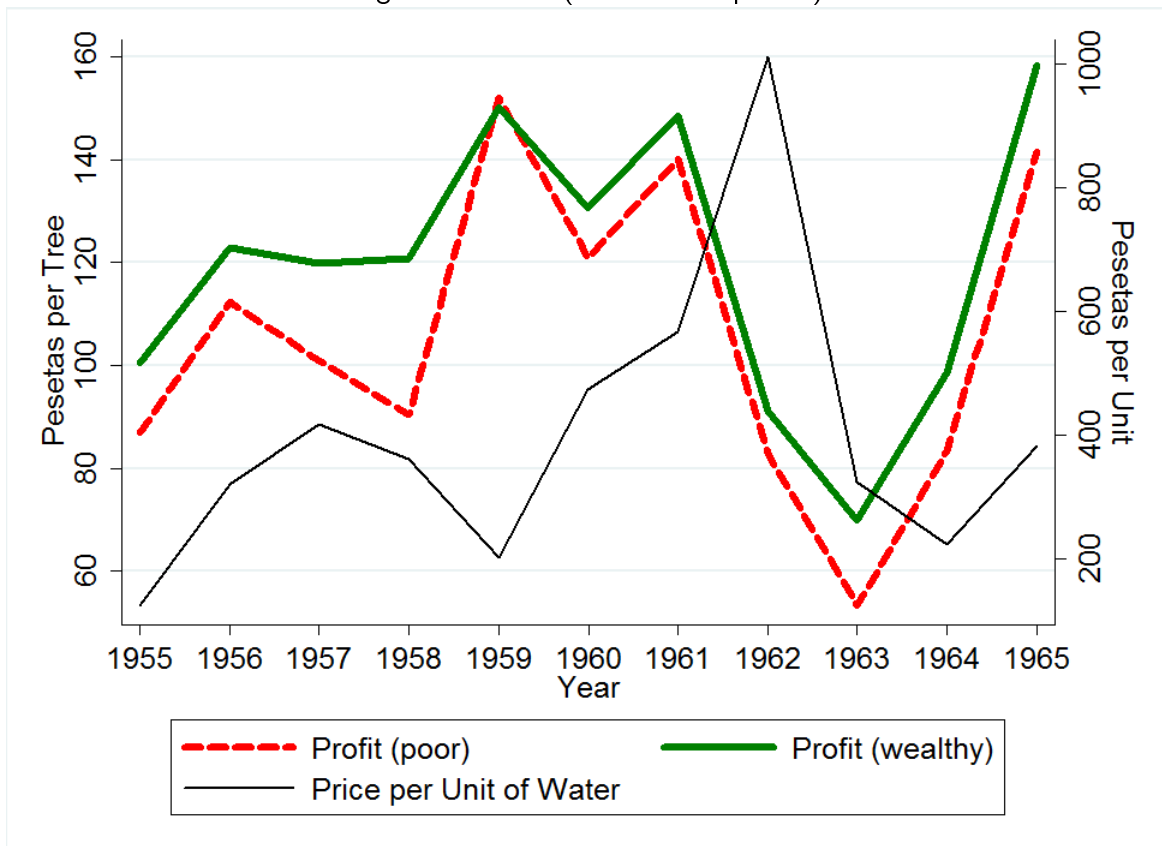 Pesetas per Tree
160
140
120
100
80
60
1000
800
600
400
200
Pesetas per Unit
1955 1956 1957 1958 1959 1960 1961 1962 1963 1964 1965
Year
Profit (poor) Profit (wealthy)
Price per Unit of Water